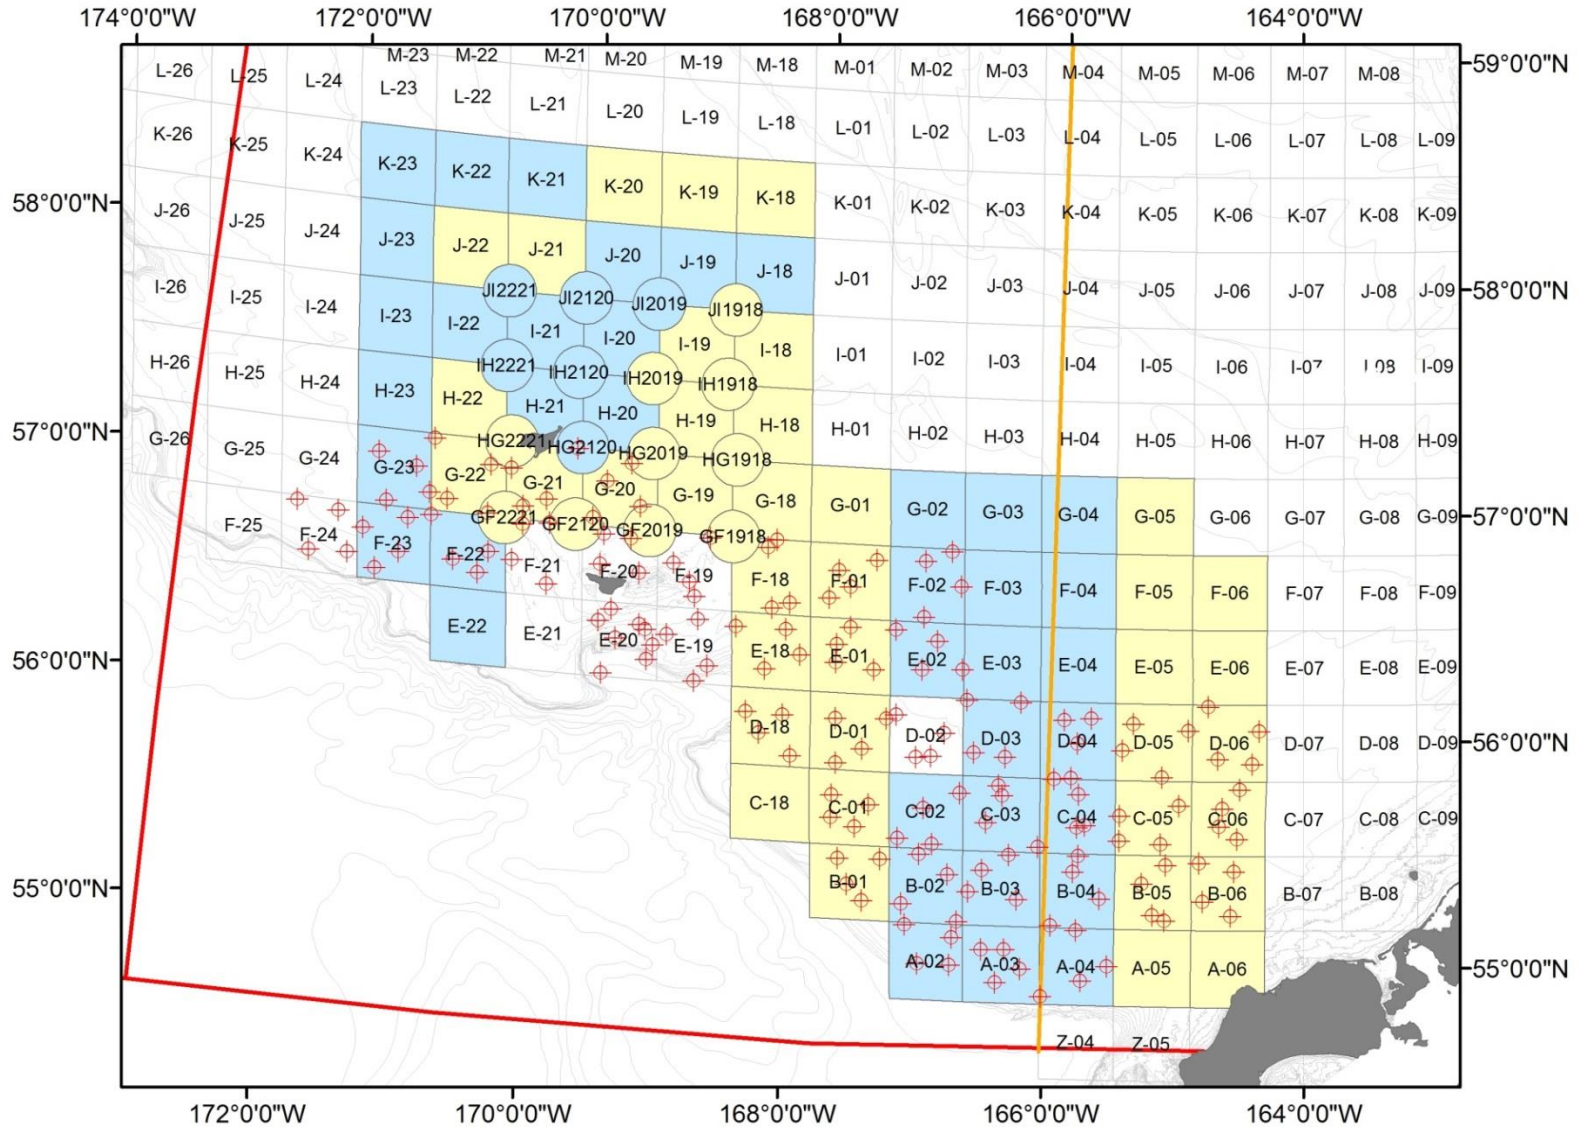 174°0'0"W 172°0'0"W 170°0'0"W 168°0'0"W 166°0'0"W 164°0'0"W
M-23 M-22 M-21 M-20 M-19 M-18 M-01 M-02 M-03 M-04 M-05 M-06 M-07 M-08
59°0'0"N
L-26 L-25 L-24 L-23 L-22 L-21 L-20 L-19 L-18 L-01 L-02 L-03 L-04 L-05 L-06 L-07 L-08 L-09
K-26 K-25 K-24 K-23 K-22 K-21 K-20 K-19 K-18 K-01 K-02 K-03 K-04 K-05 K-06 K-07 K-08 K-09
58°0'0"N
J-26 J-25 J-24 J-23 J-22 J-21 J-20 J-19 J-18 J-01 J-02 J-03 J-04 J-05 J-06 J-07 J-08 J-09
58°0'0"N
JI2221 JI2120 JI2019 JI1918
I-26 I-25 I-24 I-23 I-22 I-21 I-20 I-19 I-18 I-01 I-02 I-03 I-04 I-05 I-06 I-07 I-08 I-09
IH2221 IH2120 IH2019 IH1918
H-26 H-25 H-24 H-23 H-22 H-21 H-20 H-19 H-18 H-01 H-02 H-03 H-04 H-05 H-06 H-07 H-08 H-09
57°0'0"N
HG2221 HG2120 HG2019 HG1918
G-26 G-25 G-24 G-23 G-22 G-21 G-20 G-19 G-18 G-01 G-02 G-03 G-04 G-05 G-06 G-07 G-08 G-09
57°0'0"N
GF2221 GF2120 GF2019 GF1918
F-25 F-24 F-23 F-22 F-21 F-20 F-19 F-18 F-01 F-02 F-03 F-04 F-05 F-06 F-07 F-08 F-09
56°0'0"N
E-22 E-21 E-20 E-19 E-18 E-01 E-02 E-03 E-04 E-05 E-06 E-07 E-08 E-09
D-18 D-01 D-02 D-03 D-04 D-05 D-06 D-07 D-08 D-09
56°0'0"N
C-18 C-01 C-02 C-03 C-04 C-05 C-06 C-07 C-08 C-09
55°0'0"N
B-01 B-02 B-03 B-04 B-05 B-06 B-07 B-08
A-02 A-03 A-04 A-05 A-06
55°0'0"N
Z-04 Z-05
172°0'0"W 170°0'0"W 168°0'0"W 166°0'0"W 164°0'0"W